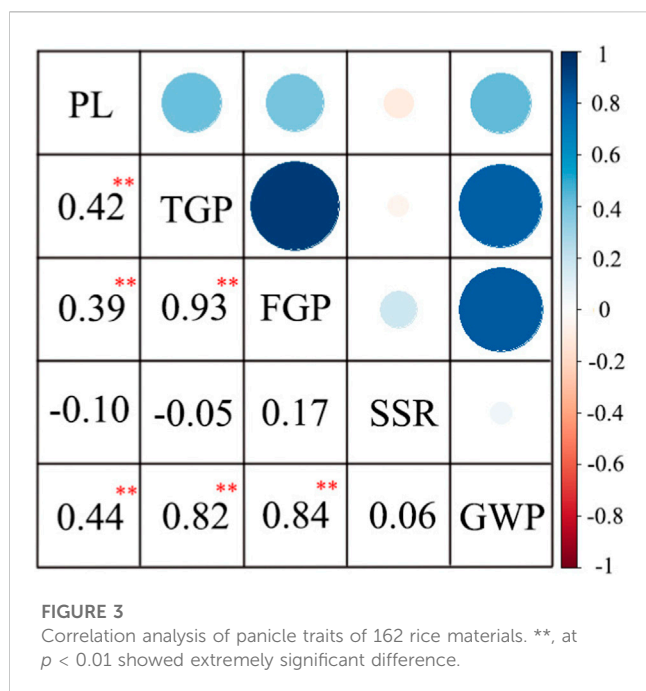 PL
0.42** TGP
0.39** 0.93** FGP
-0.10 -0.05 0.17 SSR
0.44** 0.82** 0.84** 0.06 GWP
1
0.8
0.6
0.4
0.2
0
-0.2
-0.4
-0.6
-0.8
-1
FIGURE 3
Correlation analysis of panicle traits of 162 rice materials. **, at
p < 0.01 showed extremely significant difference.